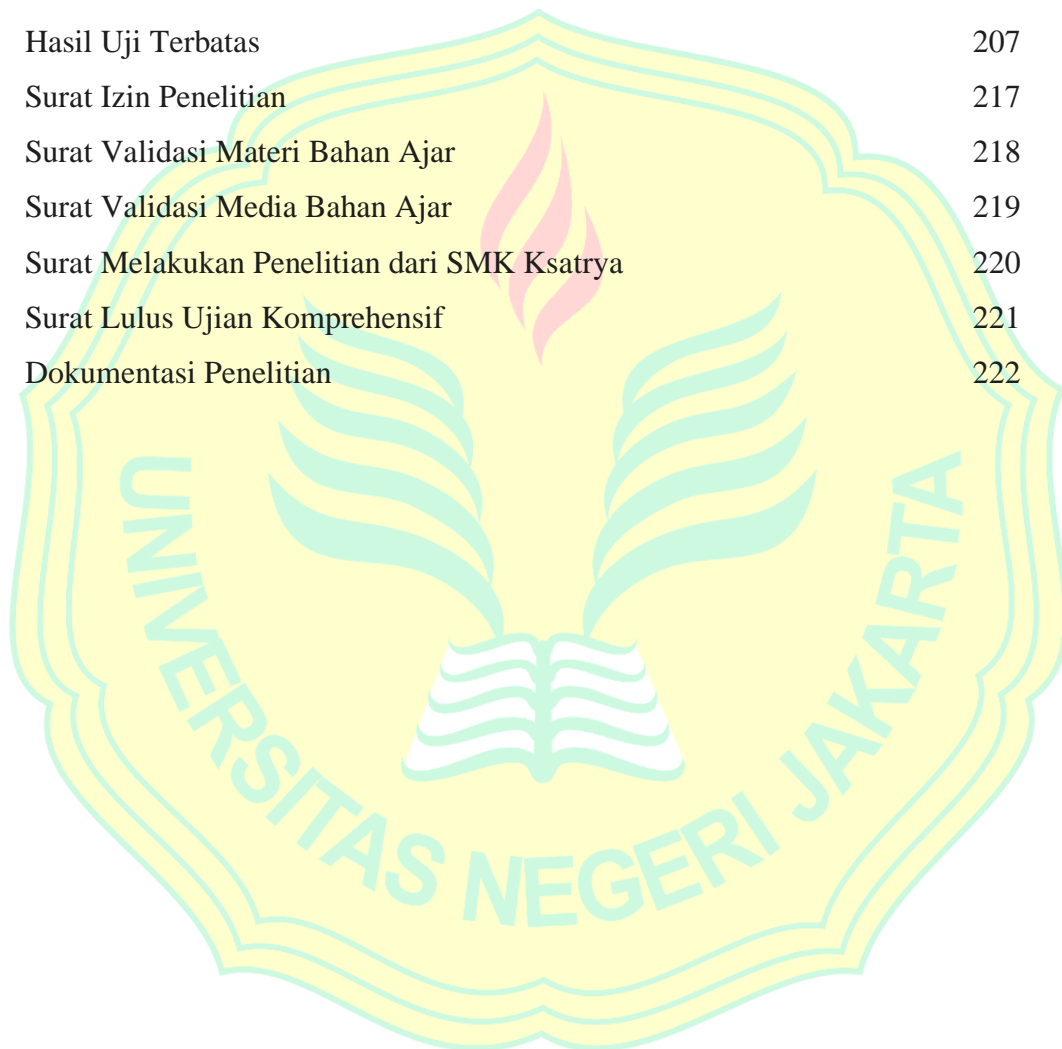 Hasil Uji Terbatas 207
Surat Izin Penelitian 217
Surat Validasi Materi Bahan Ajar 218
Surat Validasi Media Bahan Ajar 219
Surat Melakukan Penelitian dari SMK Ksatrya 220
Surat Lulus Ujian Komprehensif 221
Dokumentasi Penelitian 222
UNIVERSITAS NEGERI JAKARTA